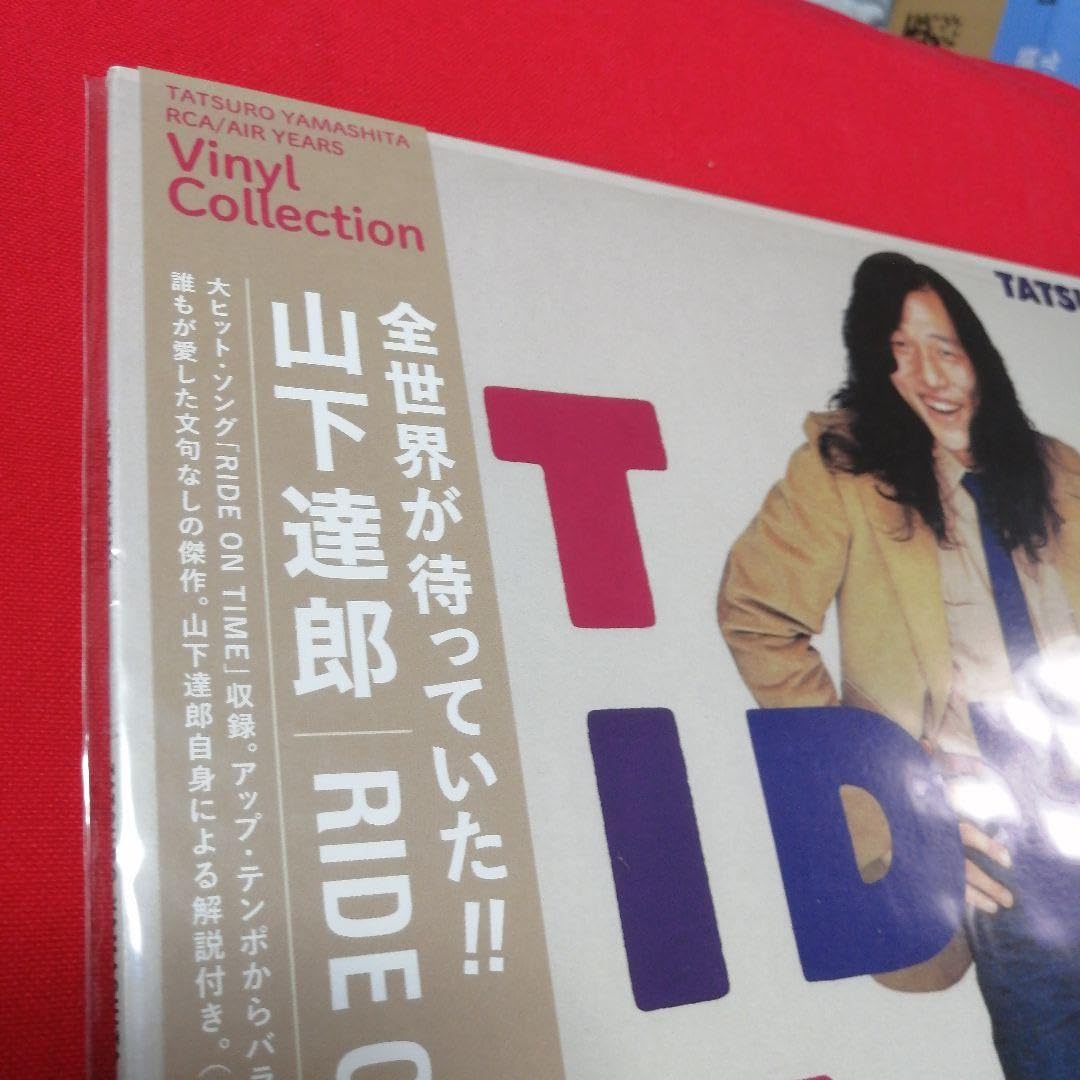 TATSURO YAMASHITA
RCA/AIR YEARS
Vinyl
Collection
全世界が待っていた!!
山下達郎 RIDE
大ヒット・ソング「RIDE ON TIME」収録。アップ・テンポからバラ
誰もが愛した文句なしの傑作。山下達郎自身による解説付き。(
TATSU
T
ID